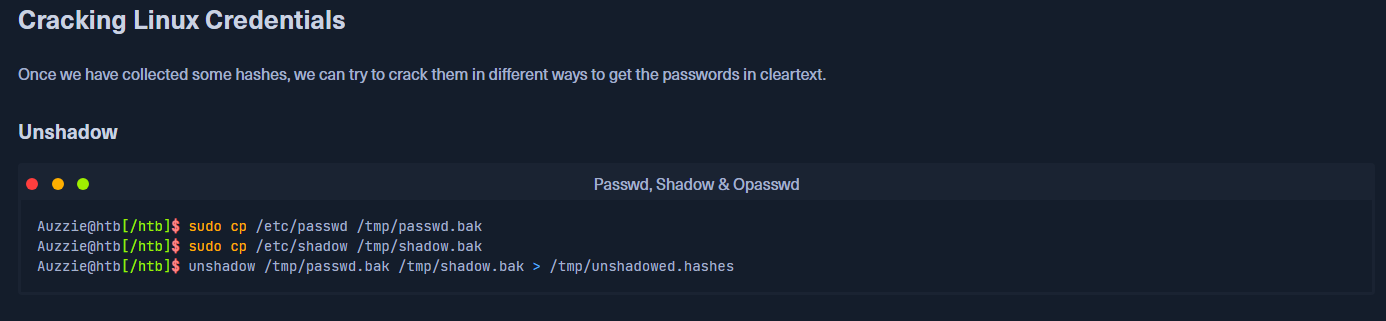 Cracking Linux Credentials
Once we have collected some hashes, we can try to crack them in different ways to get the passwords in cleartext.
Unshadow
Passwd, Shadow & Opasswd
Auzzie@htb[/htb]$ sudo cp /etc/passwd /tmp/passwd.bak
Auzzie@htb[/htb]$ sudo cp /etc/shadow /tmp/shadow.bak
Auzzie@htb[/htb]$ unshadow /tmp/passwd.bak /tmp/shadow.bak > /tmp/unshadowed.hashes